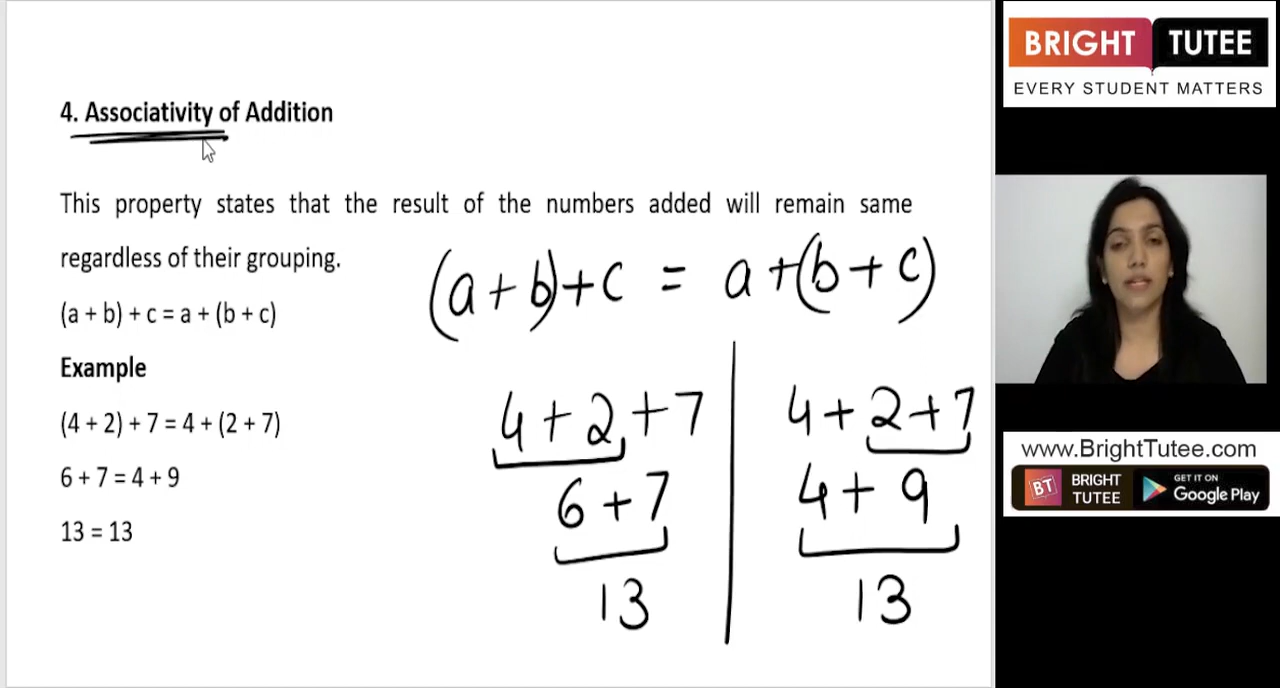 4. Associativity of Addition
This property states that the result of the numbers added will remain same
regardless of their grouping.
(a + b) + c = a + (b + c)
(a + b) + c = a + (b + c)
Example
(4 + 2) + 7 = 4 + (2 + 7)
6 + 7 = 4 + 9
13 = 13
4 + 2 + 7
6 + 7
13
4 + 2 + 7
4 + 9
13
BRIGHT TUTEE
EVERY STUDENT MATTERS
www.BrightTutee.com
BT BRIGHT TUTEE
GET IT ON
Google Play